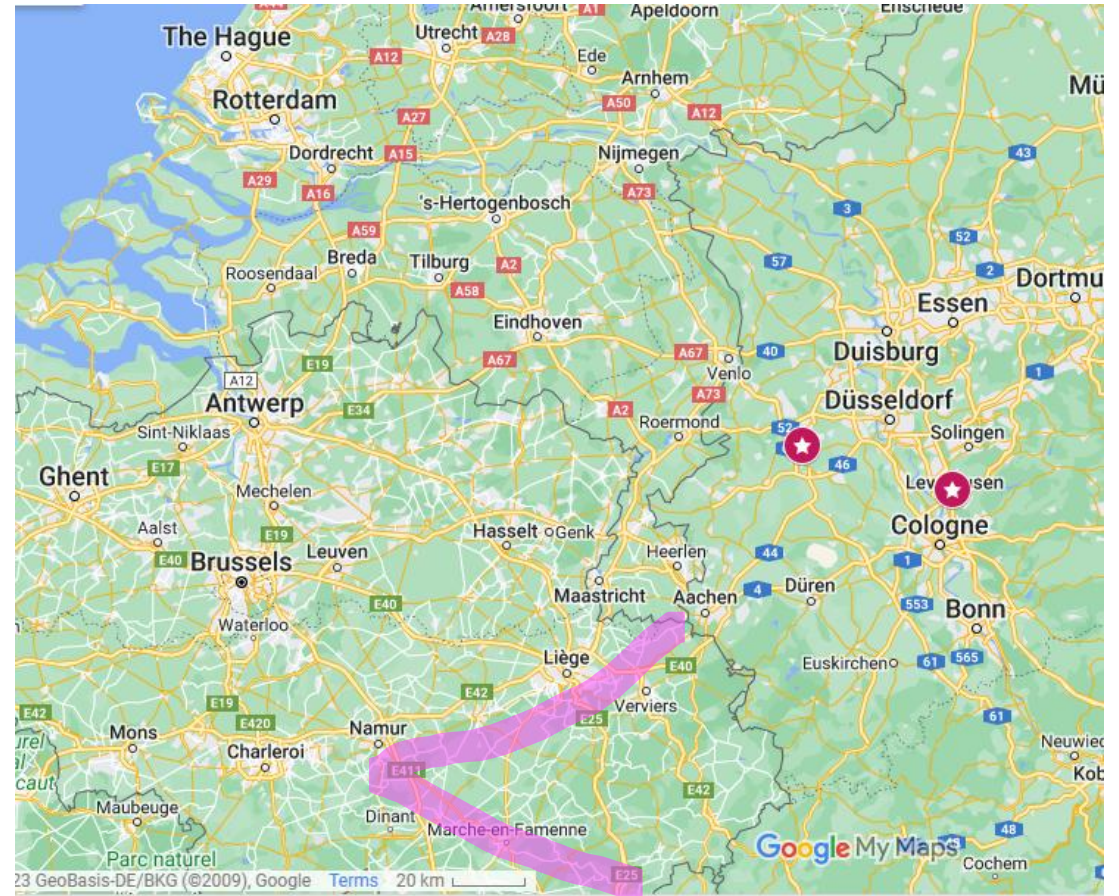 Amersfoort
A1
Apeldoorn
Enschede
The Hague
Utrecht
A28
A12
Ede
Arnhem
Mü
Rotterdam
A50
A12
A27
Dordrecht
A15
Nijmegen
43
A29
A16
A73
's-Hertogenbosch
3
A59
52
Breda
Tilburg
A2
57
2
Roosendaal
A58
Dortmu
Essen
Eindhoven
E19
A67
A67
40
Duisburg
Venlo
1
A12
Antwerp
E34
A73
A2
Düsseldorf
Sint-Niklaas
Roermond
52
Solingen
E17
46
Ghent
Mechelen
Aalst
E19
Hasselt
Genk
Cologne
E40
Brussels
Leuven
Heerlen
44
1
E40
Maastricht
Aachen
4
Düren
553
Bonn
Waterloo
Liège
E40
Euskirchen
61
565
E42
Verviers
E42
E19
E420
E25
61
Mons
Namur
Charleroi
Neuwied
E411
Kob
caut
E42
Maubeuge
Dinant
Marche-en-Famenne
48
Google My Maps
Parc naturel
Cochem
E25
23 GeoBasis-DE/BKG (©2009), Google Terms 20 km